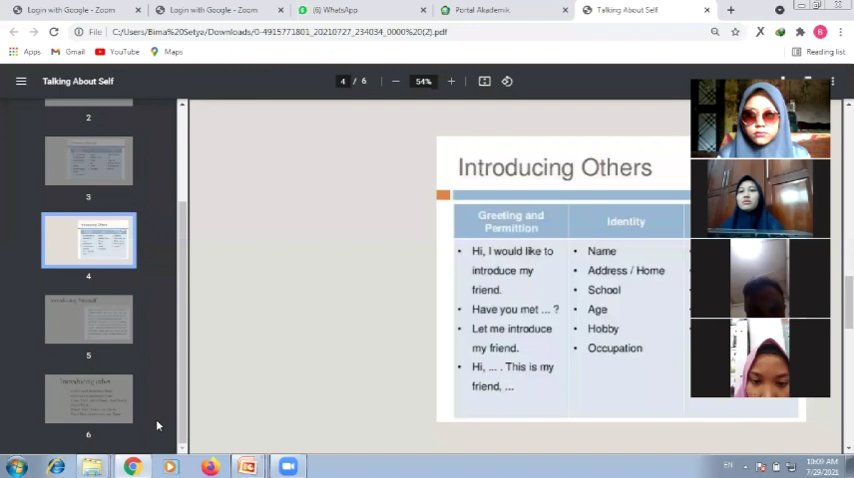 Login with Google - Zoom
Login with Google - Zoom
(6) WhatsApp
Portal Akademik
Talking About Self
File | C:/Users/Bima%20Setya/Downloads/0-4915771801_20210727_234034_0000%20(2).pdf
Apps
Gmail
YouTube
Maps
Reading list
Talking About Self
4 / 6
54%
2
3
4
5
6
Introducing Others
Greeting and
Permittion
Identity
• Hi, I would like to
introduce my
friend.
• Have you met ... ?
• Let me introduce
my friend.
• Hi, ... . This is my
friend, ...
• Name
• Address / Home
• School
• Age
• Hobby
• Occupation
EN
10:09 AM
7/29/2021